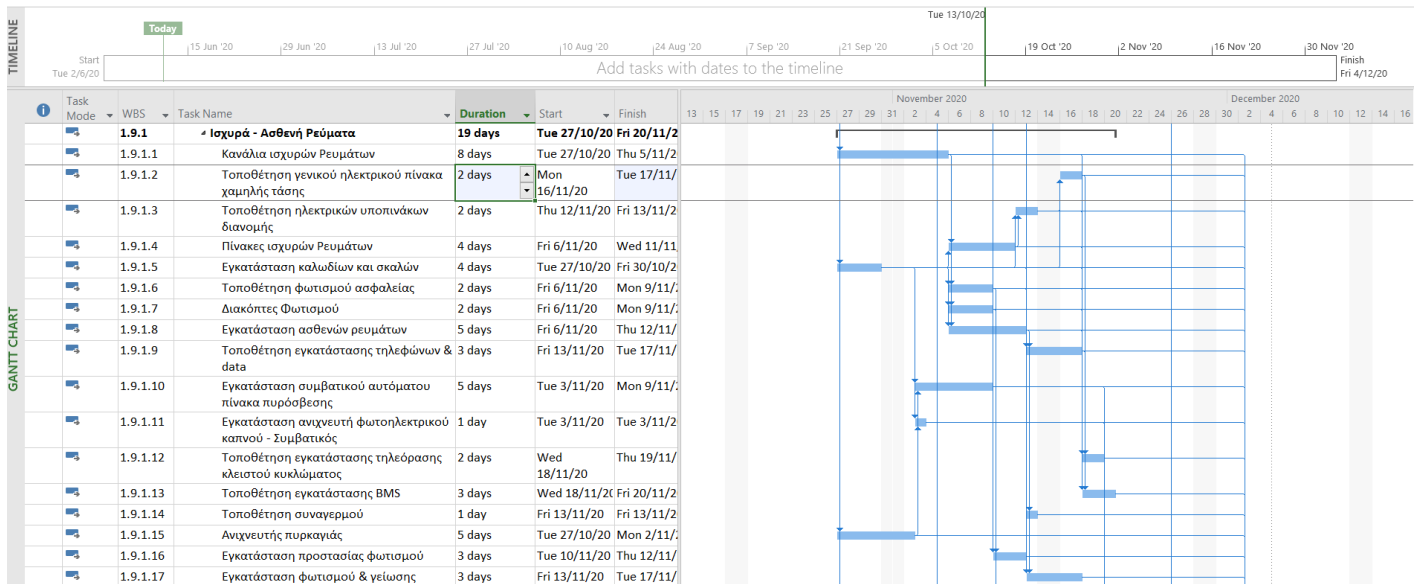 TIMELINE
Tue 13/10/20
Today
15 Jun '20 29 Jun '20 13 Jul '20 27 Jul '20 10 Aug '20 24 Aug '20 7 Sep '20 21 Sep '20 5 Oct '20 19 Oct '20 2 Nov '20 16 Nov '20 30 Nov '20
Start
Tue 2/6/20
Add tasks with dates to the timeline
Finish
Fri 4/12/20
GANTT CHART
Task
Mode WBS Task Name Duration Start Finish
November 2020 December 2020
13 15 17 19 21 23 25 27 29 31 2 4 6 8 10 12 14 16 18 20 22 24 26 28 30 2 4 6 8 10 12 14 16
1.9.1 Ισχυρά - Ασθενή Ρεύματα 19 days Tue 27/10/20 Fri 20/11/2
1.9.1.1 Κανάλια ισχυρών Ρευμάτων 8 days Tue 27/10/20 Thu 5/11/2
1.9.1.2 Τοποθέτηση γενικού ηλεκτρικού πίνακα 2 days Mon Tue 17/11/
χαμηλής τάσης 16/11/20
1.9.1.3 Τοποθέτηση ηλεκτρικών υποπινάκων 2 days Thu 12/11/20 Fri 13/11/2
διανομής
1.9.1.4 Πίνακες ισχυρών Ρευμάτων 4 days Fri 6/11/20 Wed 11/11
1.9.1.5 Εγκατάσταση καλωδίων και σκαλών 4 days Tue 27/10/20 Fri 30/10/2
1.9.1.6 Τοποθέτηση φωτισμού ασφαλείας 2 days Fri 6/11/20 Mon 9/11/
1.9.1.7 Διακόπτες Φωτισμού 2 days Fri 6/11/20 Mon 9/11/
1.9.1.8 Εγκατάσταση ασθενών ρευμάτων 5 days Fri 6/11/20 Thu 12/11/
1.9.1.9 Τοποθέτηση εγκατάστασης τηλεφώνων & 3 days Fri 13/11/20 Tue 17/11/
data
1.9.1.10 Εγκατάσταση συμβατικού αυτόματου 5 days Tue 3/11/20 Mon 9/11/
πίνακα πυρόσβεσης
1.9.1.11 Εγκατάσταση ανιχνευτή φωτοηλεκτρικού 1 day Tue 3/11/20 Tue 3/11/2
καπνού - Συμβατικός
1.9.1.12 Τοποθέτηση εγκατάστασης τηλεόρασης 2 days Wed Thu 19/11/
κλειστού κυκλώματος 18/11/20
1.9.1.13 Τοποθέτηση εγκατάστασης BMS 3 days Wed 18/11/20 Fri 20/11/2
1.9.1.14 Τοποθέτηση συναγερμού 1 day Fri 13/11/20 Fri 13/11/2
1.9.1.15 Ανιχνευτής πυρκαγιάς 5 days Tue 27/10/20 Mon 2/11/
1.9.1.16 Εγκατάσταση προστασίας φωτισμού 3 days Tue 10/11/20 Thu 12/11/
1.9.1.17 Εγκατάσταση φωτισμού & γείωσης 3 days Fri 13/11/20 Tue 17/11/